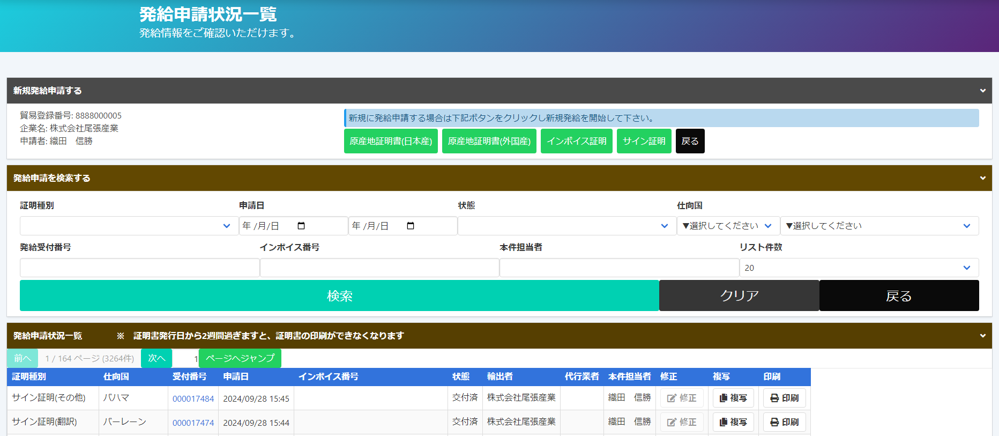 発給申請状況一覧
発給情報をご確認いただけます。
新規発給申請する
貿易登録番号: 8888000005
企業名: 株式会社尾張産業
申請者: 織田　信勝
新規に発給申請する場合は下記ボタンをクリックし新規発給を開始して下さい。
原産地証明書(日本産) 原産地証明書(外国産) インボイス証明 サイン証明 戻る
発給申請を検索する
証明種別 申請日 状態 仕向国
年 /月/日 年 /月/日 ▼選択してください ▼選択してください
発給受付番号 インボイス番号 本件担当者 リスト件数
20
検索 クリア 戻る
発給申請状況一覧 ※　証明書発行日から2週間過ぎますと、証明書の印刷ができなくなります
前へ 1 / 164 ページ (3264件) 次へ 1 ページへジャンプ
証明種別 仕向国 受付番号 申請日 インボイス番号 状態 輸出者 代行業者 本件担当者 修正 複写 印刷
サイン証明(その他) バハマ 000017484 2024/09/28 15:45 交付済 株式会社尾張産業 織田　信勝 修正 複写 印刷
サイン証明(翻訳) バーレーン 000017474 2024/09/28 15:44 交付済 株式会社尾張産業 織田　信勝 修正 複写 印刷